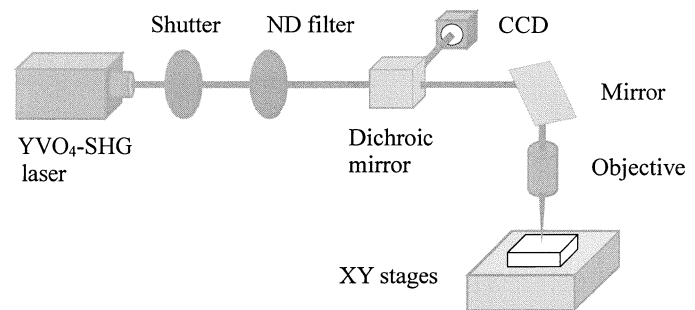 Shutter
ND filter
CCD
Mirror
YVO₄-SHG
laser
Dichroic
mirror
Objective
XY stages